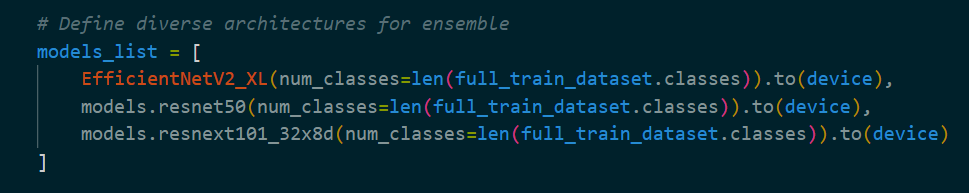 # Define diverse architectures for ensemble
models_list = [
    EfficientNetV2_XL(num_classes=len(full_train_dataset.classes)).to(device),
    models.resnet50(num_classes=len(full_train_dataset.classes)).to(device),
    models.resnext101_32x8d(num_classes=len(full_train_dataset.classes)).to(device)
]